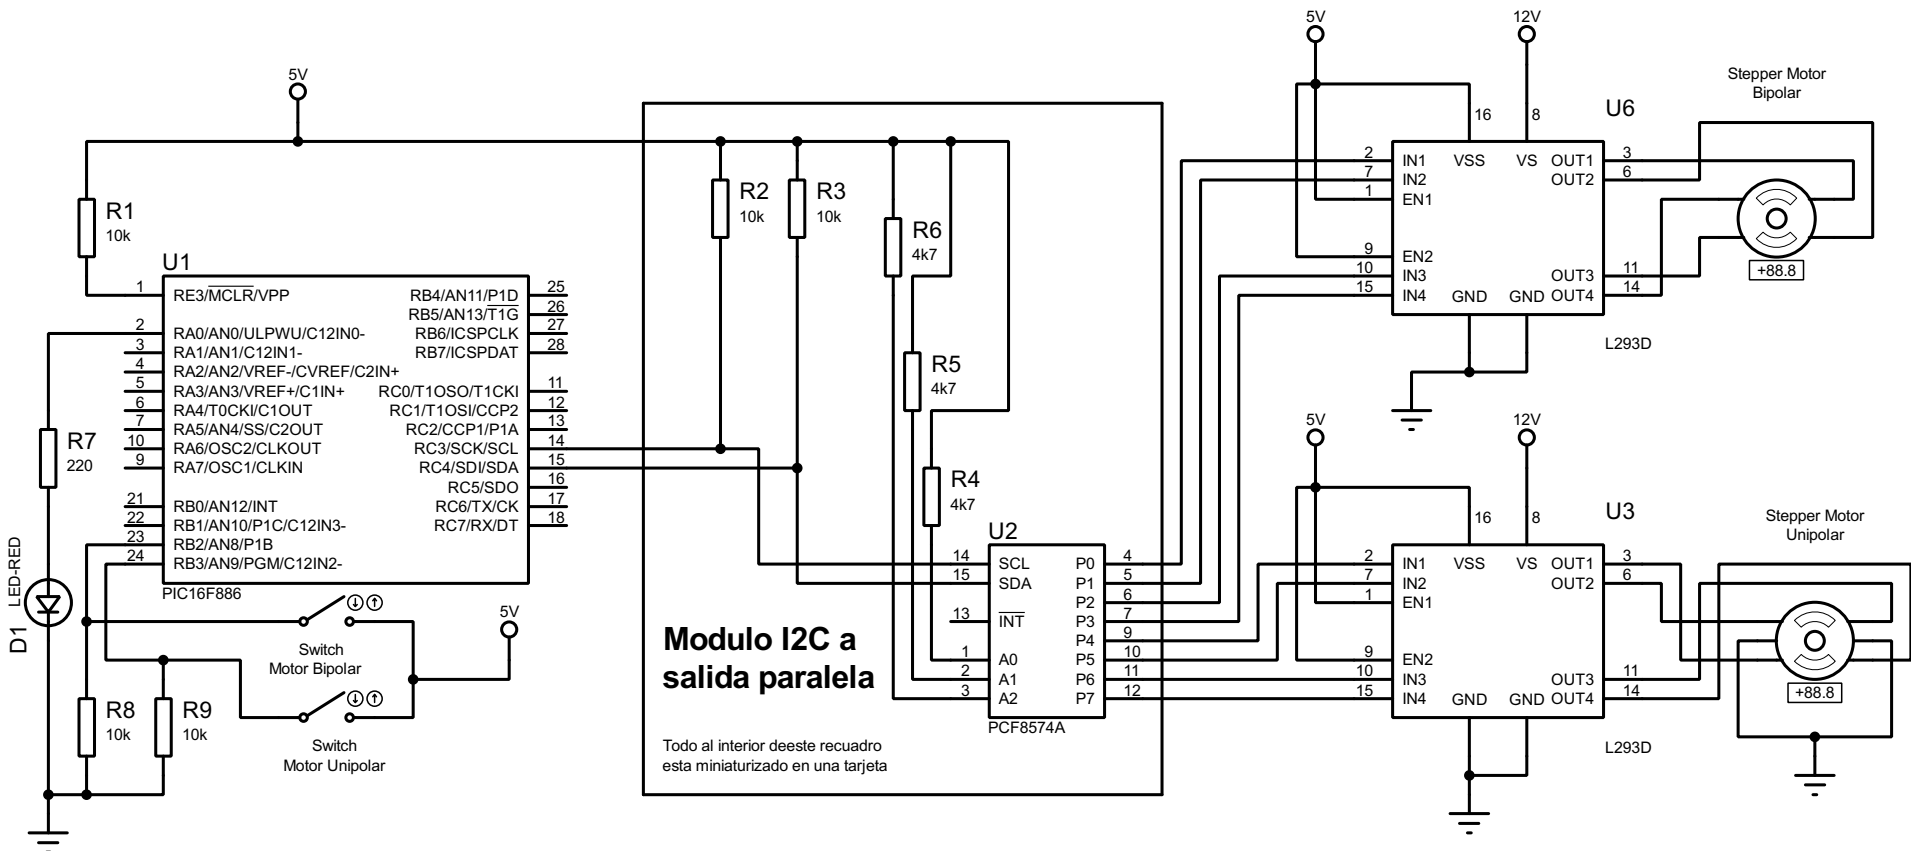 5V
R1
10k
U1
1 RE3/MCLR/VPP
2 RA0/AN0/ULPWU/C12IN0-
3 RA1/AN1/C12IN1-
4 RA2/AN2/VREF-/CVREF/C2IN+
5 RA3/AN3/VREF+/C1IN+
6 RA4/T0CKI/C1OUT
7 RA5/AN4/SS/C2OUT
10 RA6/OSC2/CLKOUT
9 RA7/OSC1/CLKIN
21 RB0/AN12/INT
22 RB1/AN10/P1C/C12IN3-
23 RB2/AN8/P1B
24 RB3/AN9/PGM/C12IN2-
RB4/AN11/P1D 25
RB5/AN13/T1G 26
RB6/ICSPCLK 27
RB7/ICSPDAT 28
RC0/T1OSO/T1CKI 11
RC1/T1OSI/CCP2 12
RC2/CCP1/P1A 13
RC3/SCK/SCL 14
RC4/SDI/SDA 15
RC5/SDO 16
RC6/TX/CK 17
RC7/RX/DT 18
PIC16F886
R7
220
D1
LED-RED
Switch
Motor Bipolar
5V
Switch
Motor Unipolar
R8
10k
R9
10k
R2
10k
R3
10k
R6
4k7
R5
4k7
R4
4k7
U2
14 SCL
15 SDA
13 INT
1 A0
2 A1
3 A2
P0 4
P1 5
P2 6
P3 7
P4 9
P5 10
P6 11
P7 12
PCF8574A
Modulo I2C a
salida paralela
Todo al interior deeste recuadro
esta miniaturizado en una tarjeta
5V
12V
U6
16
8
2 IN1
7 IN2
1 EN1
9 EN2
10 IN3
15 IN4
VSS
VS
OUT1 3
OUT2 6
OUT3 11
OUT4 14
GND
GND
L293D
Stepper Motor
Bipolar
+88.8
5V
12V
U3
16
8
2 IN1
7 IN2
1 EN1
9 EN2
10 IN3
15 IN4
VSS
VS
OUT1 3
OUT2 6
OUT3 11
OUT4 14
GND
GND
L293D
Stepper Motor
Unipolar
+88.8